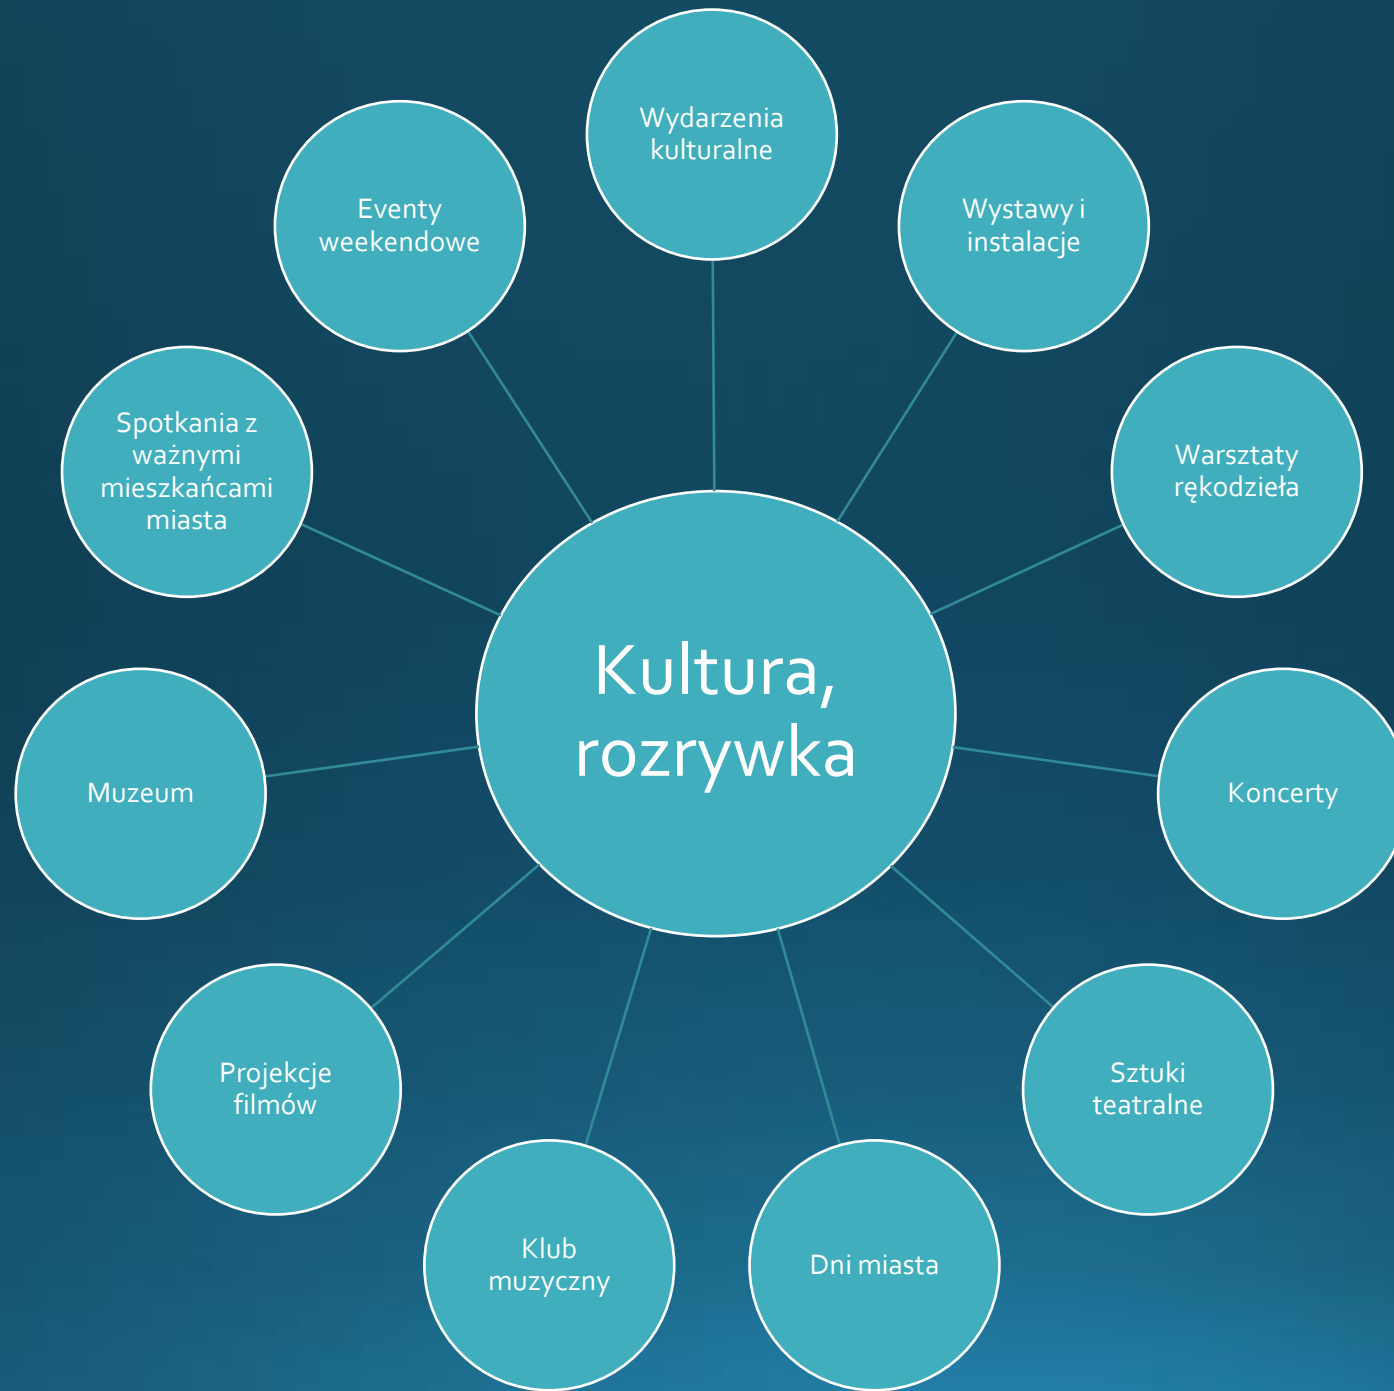 Wydarzenia
kulturalne
Wystawy i
instalacje
Warsztaty
rękodzieła
Koncerty
Sztuki
teatralne
Dni miasta
Klub
muzyczny
Projekcje
filmów
Muzeum
Spotkania z
ważnymi
mieszkańcami
miasta
Eventy
weekendowe
Kultura,
rozrywka